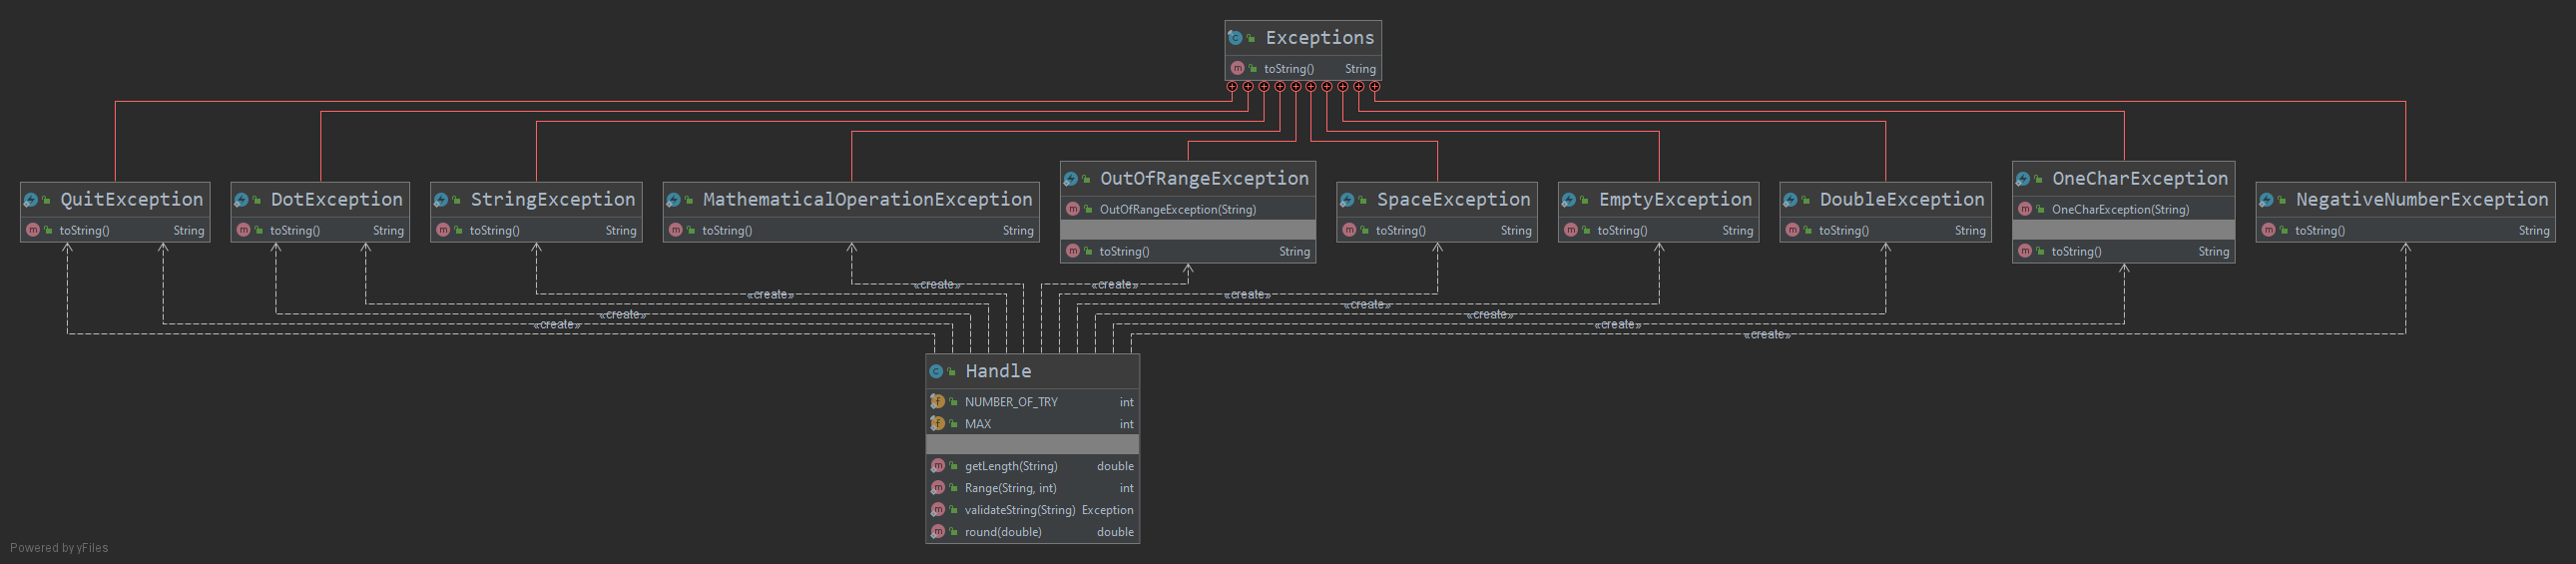 Exceptions
toString() String
QuitException
toString() String
DotException
toString() String
StringException
toString() String
MathematicalOperationException
toString() String
OutOfRangeException
OutOfRangeException(String)
toString() String
SpaceException
toString() String
EmptyException
toString() String
DoubleException
toString() String
OneCharException
OneCharException(String)
toString() String
NegativeNumberException
toString() String
«create»
«create»
«create»
«create»
«create»
«create»
«create»
«create»
«create»
«create»
Handle
NUMBER_OF_TRY int
MAX int
getLength(String) double
Range(String, int) int
validateString(String) Exception
round(double) double
Powered by yFiles